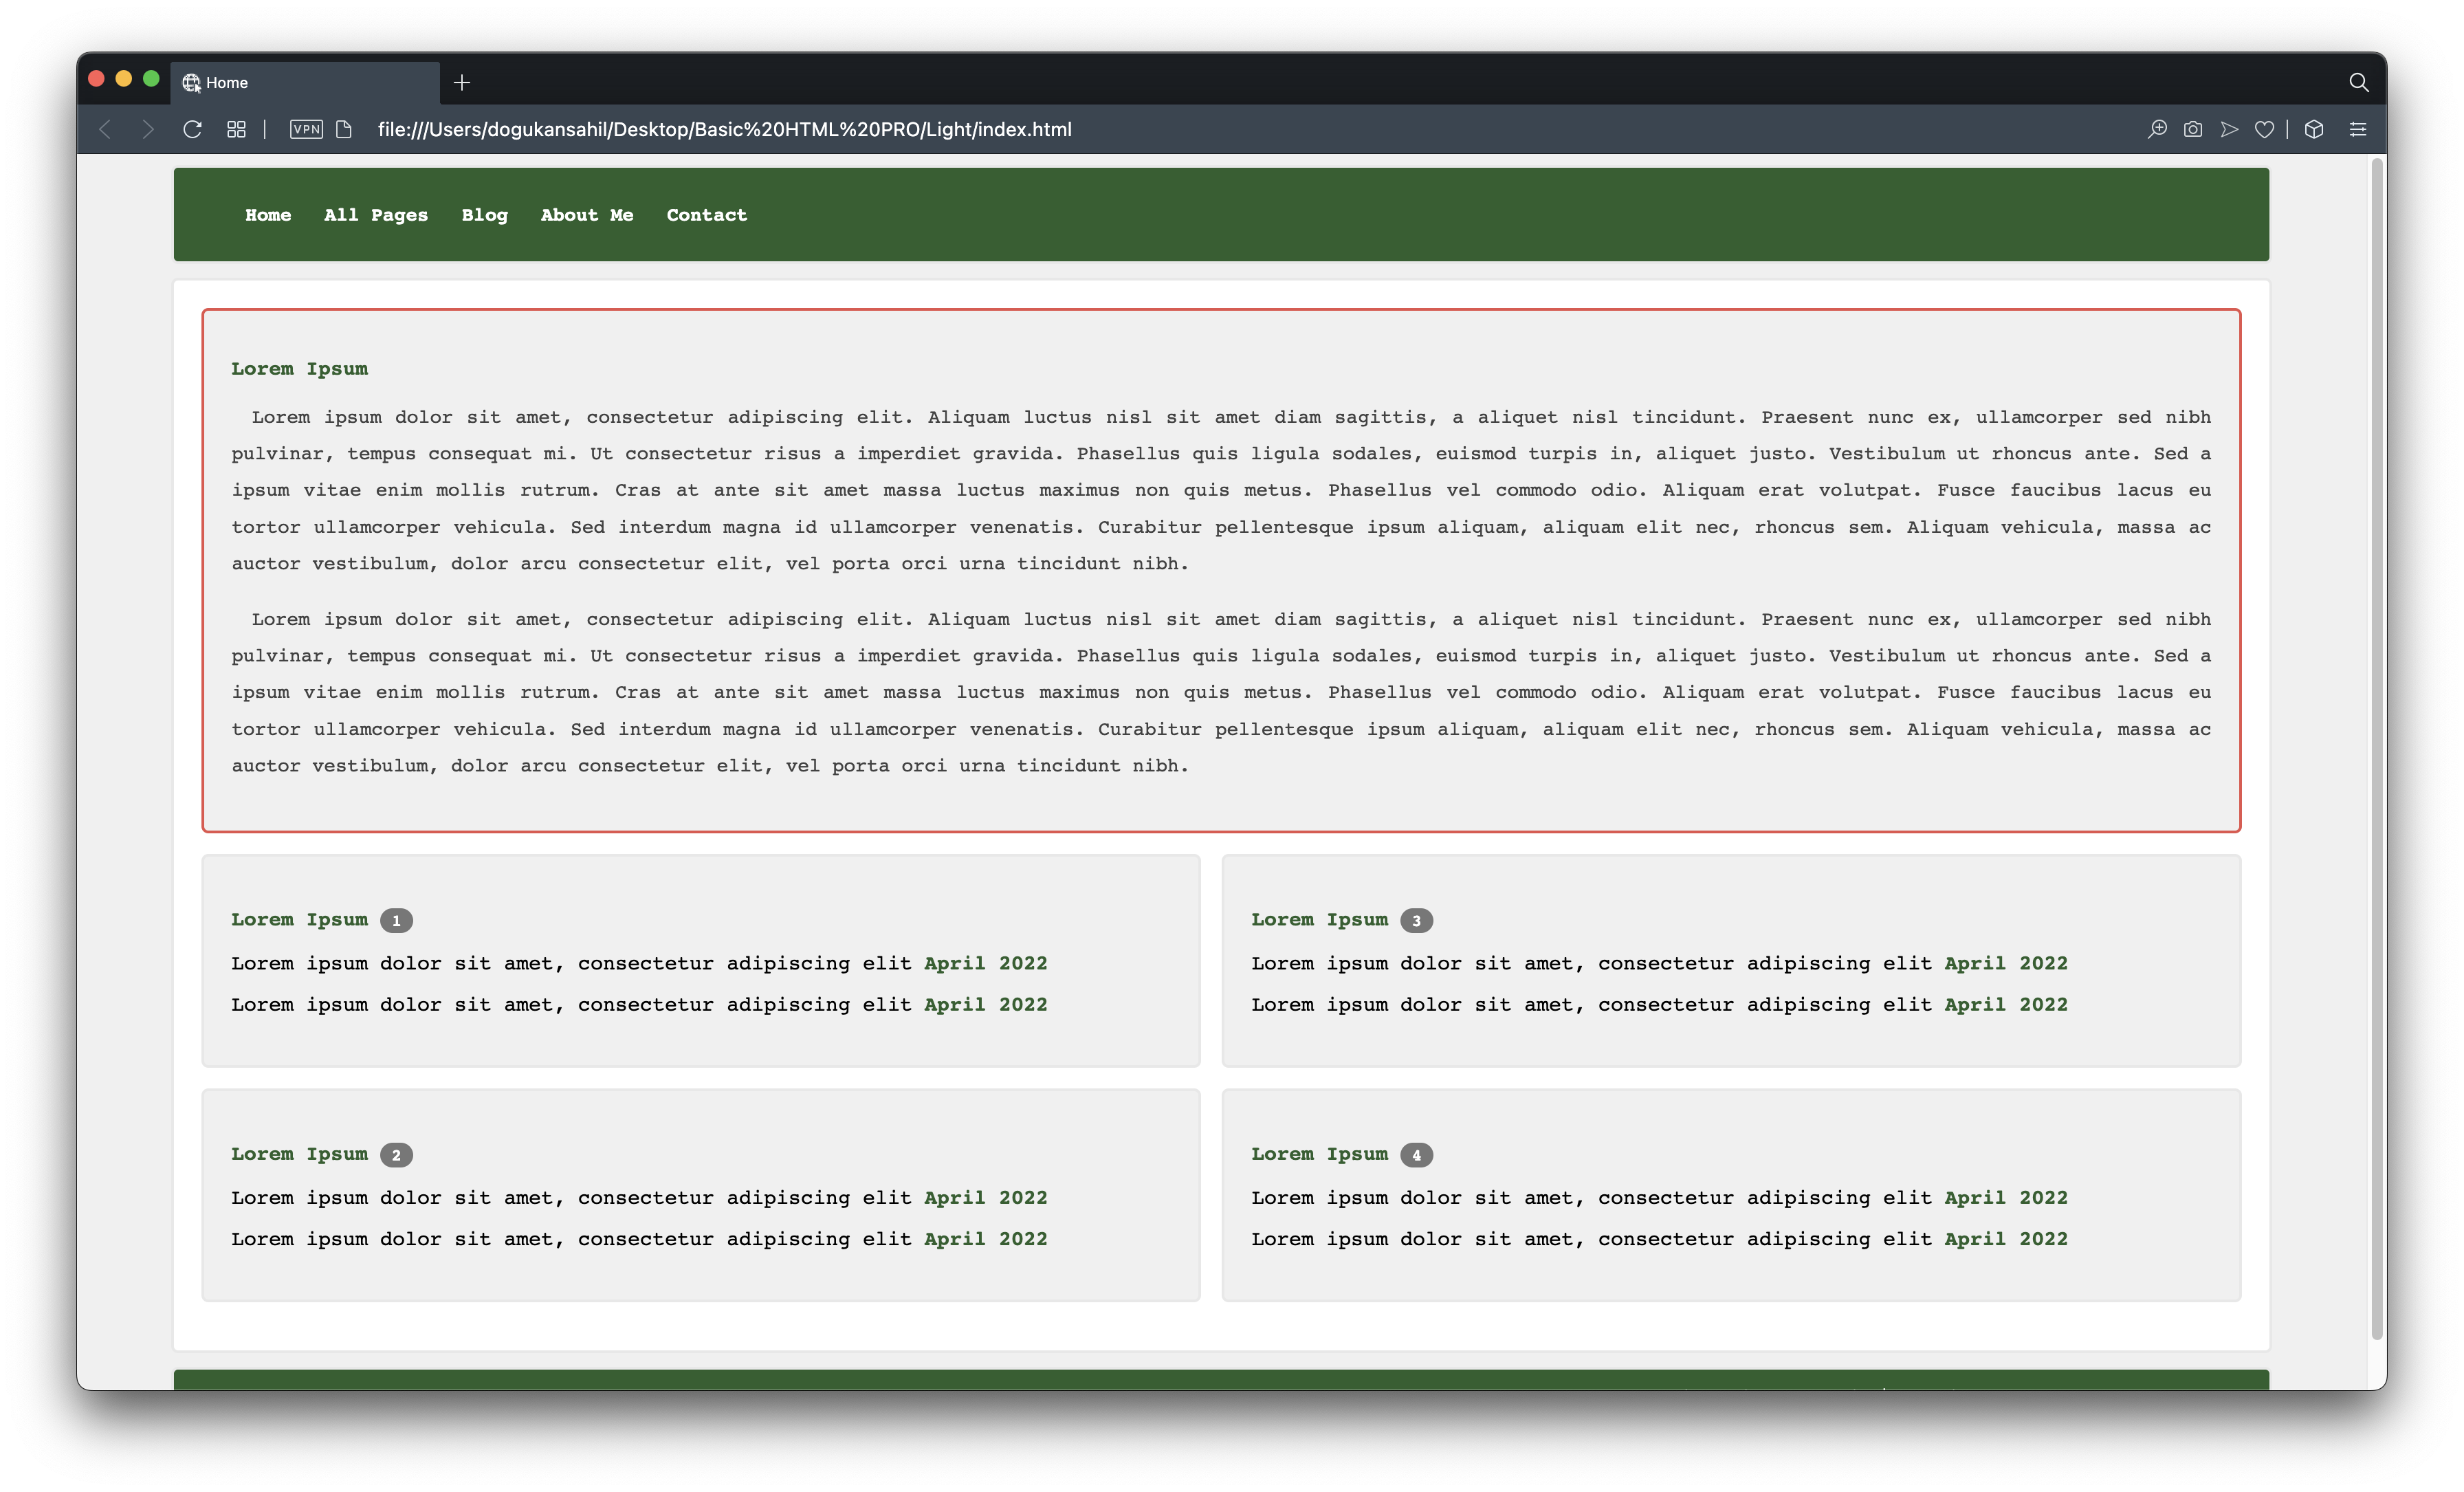 Home
VPN file:///Users/dogukansahil/Desktop/Basic%20HTML%20PRO/Light/index.html
Home All Pages Blog About Me Contact
Lorem Ipsum
Lorem ipsum dolor sit amet, consectetur adipiscing elit. Aliquam luctus nisl sit amet diam sagittis, a aliquet nisl tincidunt. Praesent nunc ex, ullamcorper sed nibh
pulvinar, tempus consequat mi. Ut consectetur risus a imperdiet gravida. Phasellus quis ligula sodales, euismod turpis in, aliquet justo. Vestibulum ut rhoncus ante. Sed a
ipsum vitae enim mollis rutrum. Cras at ante sit amet massa luctus maximus non quis metus. Phasellus vel commodo odio. Aliquam erat volutpat. Fusce faucibus lacus eu
tortor ullamcorper vehicula. Sed interdum magna id ullamcorper venenatis. Curabitur pellentesque ipsum aliquam, aliquam elit nec, rhoncus sem. Aliquam vehicula, massa ac
auctor vestibulum, dolor arcu consectetur elit, vel porta orci urna tincidunt nibh.
Lorem ipsum dolor sit amet, consectetur adipiscing elit. Aliquam luctus nisl sit amet diam sagittis, a aliquet nisl tincidunt. Praesent nunc ex, ullamcorper sed nibh
pulvinar, tempus consequat mi. Ut consectetur risus a imperdiet gravida. Phasellus quis ligula sodales, euismod turpis in, aliquet justo. Vestibulum ut rhoncus ante. Sed a
ipsum vitae enim mollis rutrum. Cras at ante sit amet massa luctus maximus non quis metus. Phasellus vel commodo odio. Aliquam erat volutpat. Fusce faucibus lacus eu
tortor ullamcorper vehicula. Sed interdum magna id ullamcorper venenatis. Curabitur pellentesque ipsum aliquam, aliquam elit nec, rhoncus sem. Aliquam vehicula, massa ac
auctor vestibulum, dolor arcu consectetur elit, vel porta orci urna tincidunt nibh.
Lorem Ipsum 1
Lorem ipsum dolor sit amet, consectetur adipiscing elit April 2022
Lorem ipsum dolor sit amet, consectetur adipiscing elit April 2022
Lorem Ipsum 3
Lorem ipsum dolor sit amet, consectetur adipiscing elit April 2022
Lorem ipsum dolor sit amet, consectetur adipiscing elit April 2022
Lorem Ipsum 2
Lorem ipsum dolor sit amet, consectetur adipiscing elit April 2022
Lorem ipsum dolor sit amet, consectetur adipiscing elit April 2022
Lorem Ipsum 4
Lorem ipsum dolor sit amet, consectetur adipiscing elit April 2022
Lorem ipsum dolor sit amet, consectetur adipiscing elit April 2022